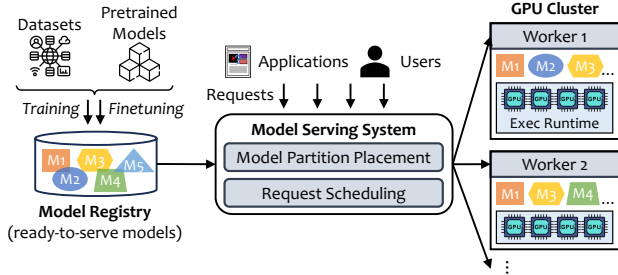 Datasets
Pretrained
Models
Training
Finetuning
M1
M3
M5
M2
M4
Model Registry
(ready-to-serve models)
Applications
Users
Requests
Model Serving System
Model Partition Placement
Request Scheduling
GPU Cluster
Worker 1
M1 M2 M3 ...
GPU GPU GPU GPU
Exec Runtime
Worker 2
M1 M3 M4 ...
GPU GPU GPU GPU
...